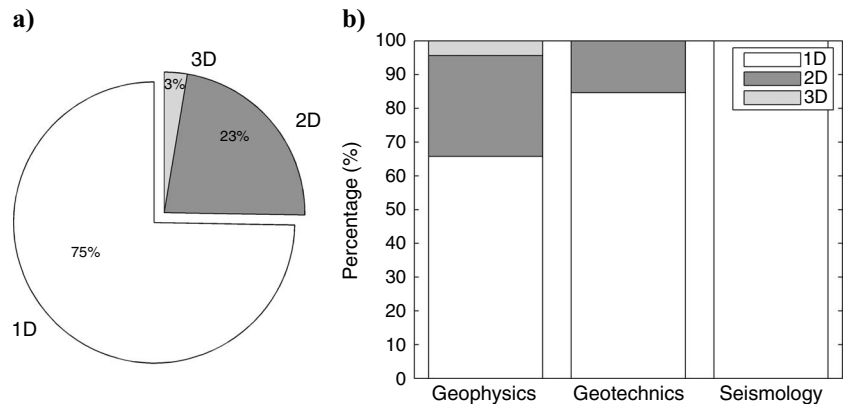 a)
3D
3%
2D
23%
75%
1D
b)
Percentage (%)
100
90
80
70
60
50
40
30
20
10
0
1D
2D
3D
Geophysics Geotechnics Seismology